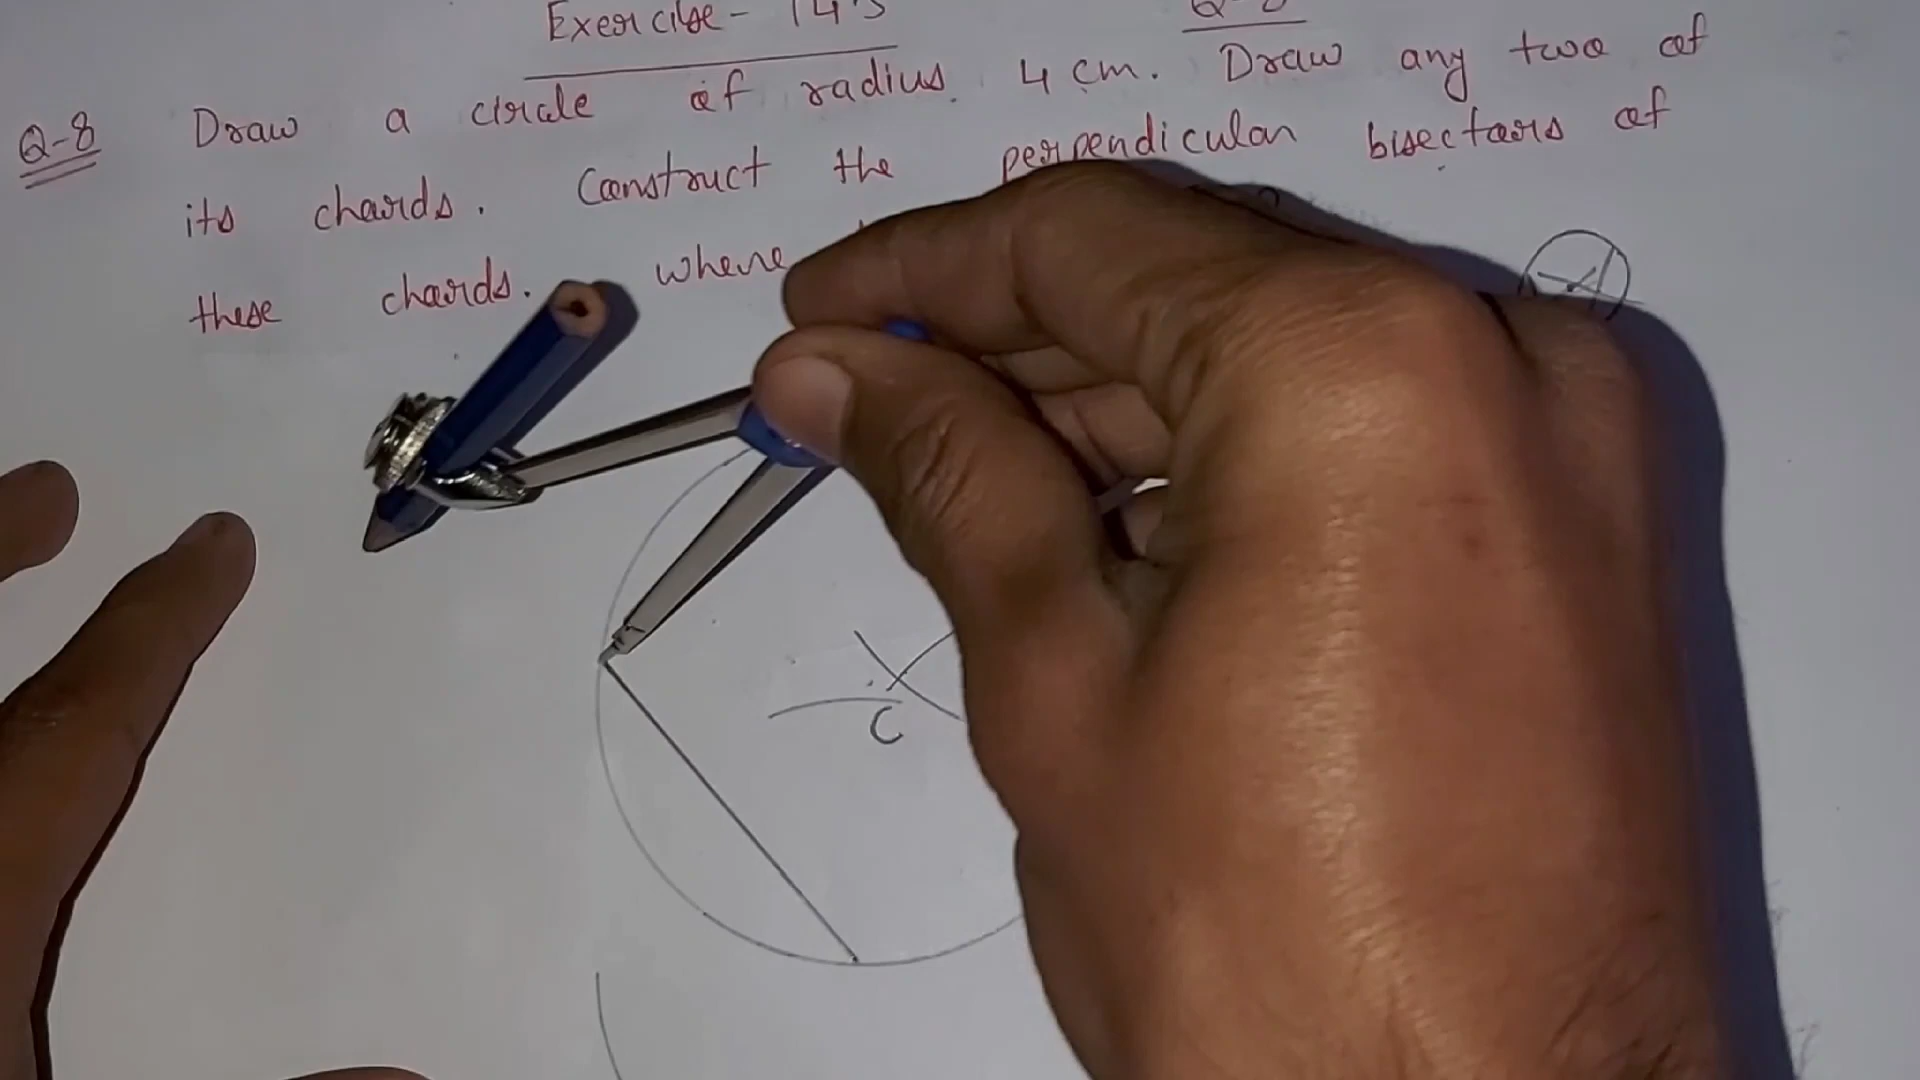 Exercise - 14.5
Q-8 Draw a circle of radius 4 cm. Draw any two of
its chords. Construct the perpendicular bisectors of
these chords. where
C